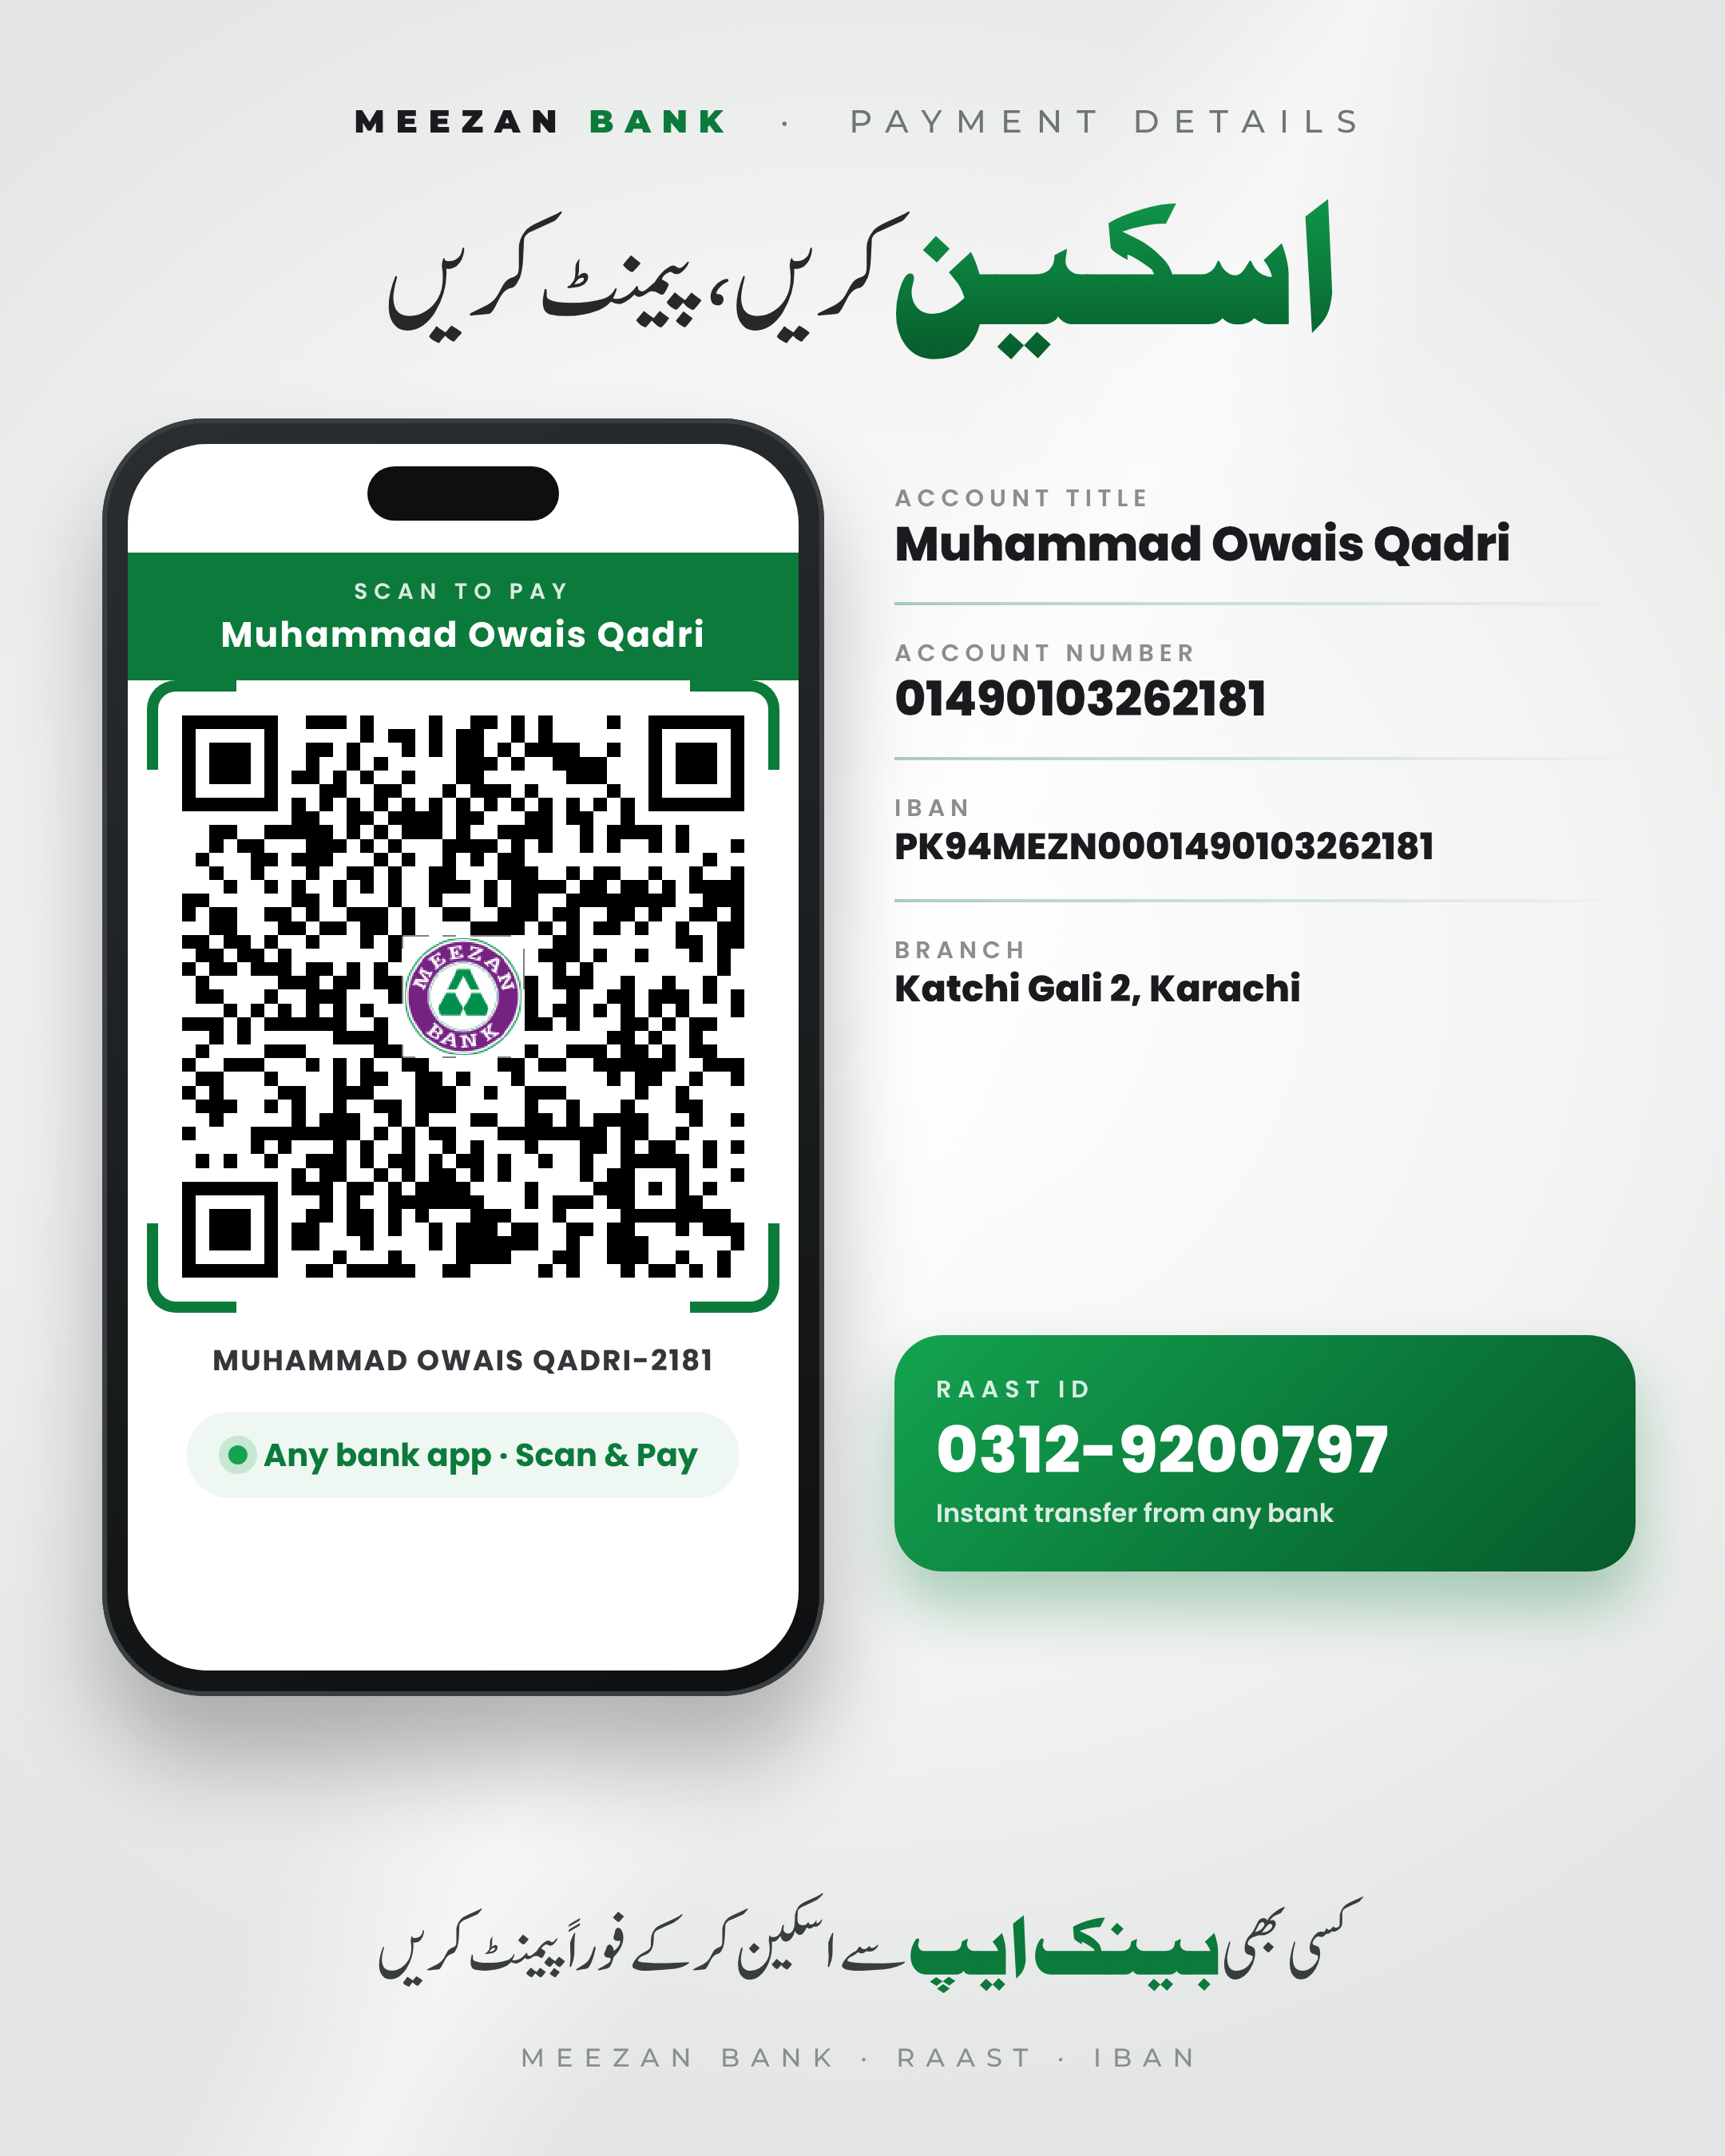 MEEZAN BANK · PAYMENT DETAILS
اسکین کریں، پیمنٹ کریں
SCAN TO PAY
Muhammad Owais Qadri
MEEZAN BANK
MUHAMMAD OWAIS QADRI-2181
Any bank app · Scan & Pay
ACCOUNT TITLE
Muhammad Owais Qadri
ACCOUNT NUMBER
01490103262181
IBAN
PK94MEZN0001490103262181
BRANCH
Katchi Gali 2, Karachi
RAAST ID
0312-9200797
Instant transfer from any bank
کسی بھی بینک ایپ سے اسکین کر کے فوراً پیمنٹ کریں
MEEZAN BANK · RAAST · IBAN